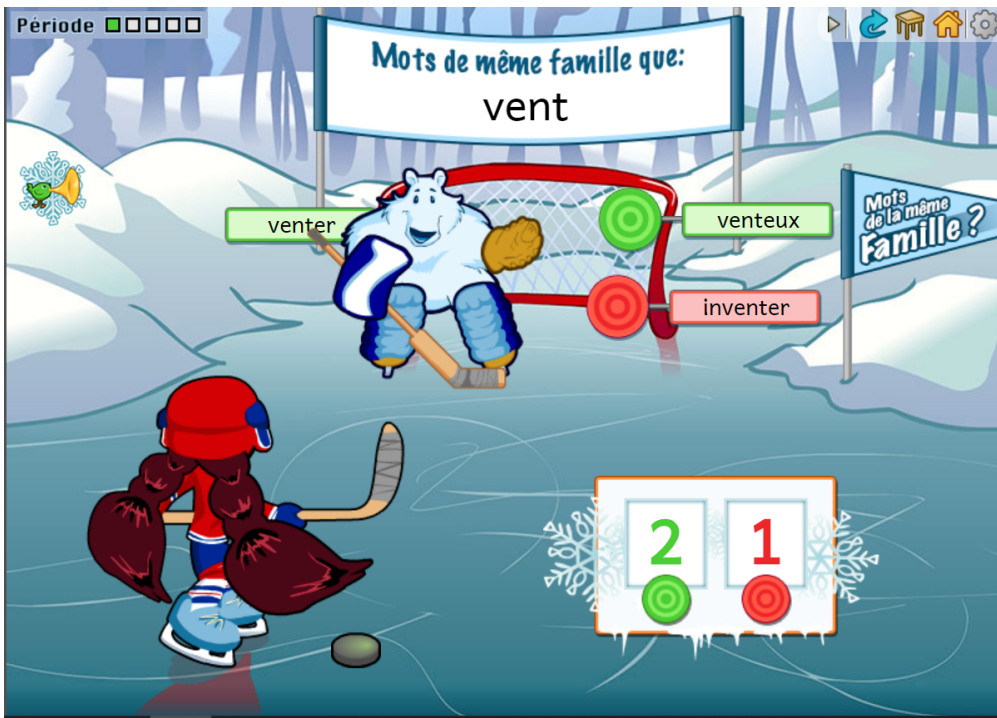 Période
Mots de même famille que:
vent
venter
venteux
inventer
Mots
de la même
Famille ?
2 1